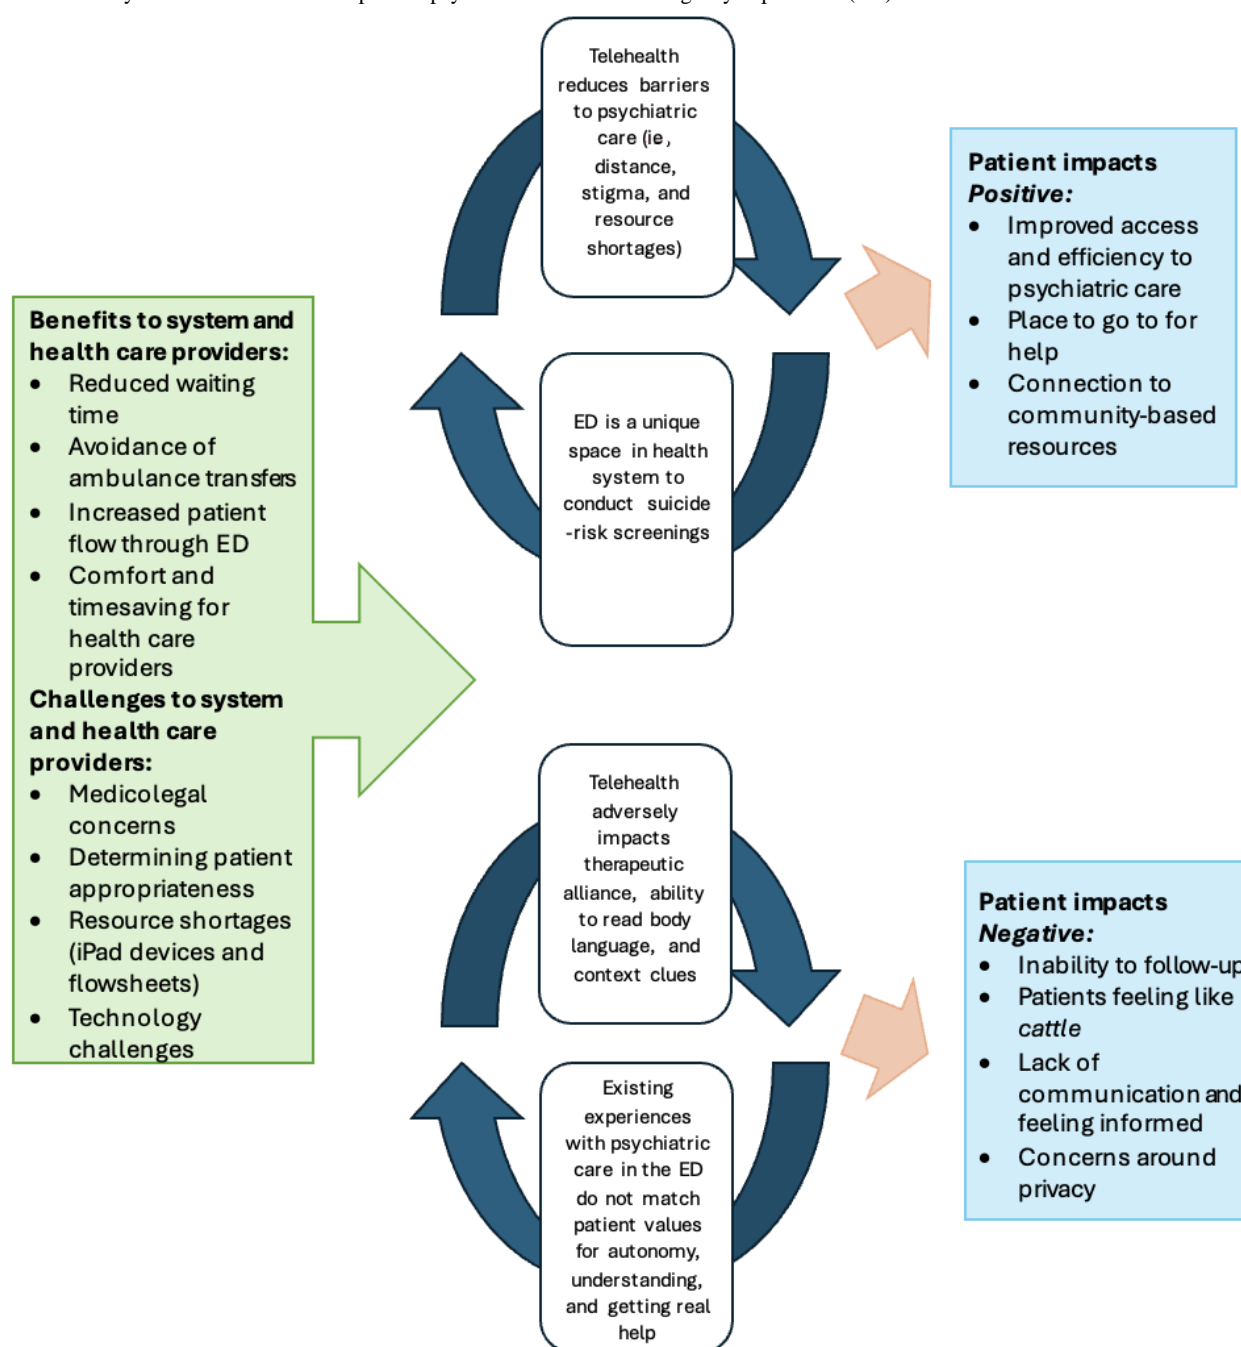 Telehealth
reduces barriers
to psychiatric
care (ie,
distance,
stigma, and
resource
shortages)
ED is a unique
space in health
system to
conduct suicide
-risk screenings
Patient impacts
Positive:
• Improved access
and efficiency to
psychiatric care
• Place to go to for
help
• Connection to
community-based
resources
Benefits to system and
health care providers:
• Reduced waiting
time
• Avoidance of
ambulance transfers
• Increased patient
flow through ED
• Comfort and
timesaving for
health care
providers
Challenges to system
and health care
providers:
• Medicolegal
concerns
• Determining patient
appropriateness
• Resource shortages
(iPad devices and
flowsheets)
• Technology
challenges
Telehealth
adversely
impacts
therapeutic
alliance, ability
to read body
language, and
context clues
Existing
experiences
with psychiatric
care in the ED
do not match
patient values
for autonomy,
understanding,
and getting real
help
Patient impacts
Negative:
• Inability to follow-up
• Patients feeling like
cattle
• Lack of
communication and
feeling informed
• Concerns around
privacy